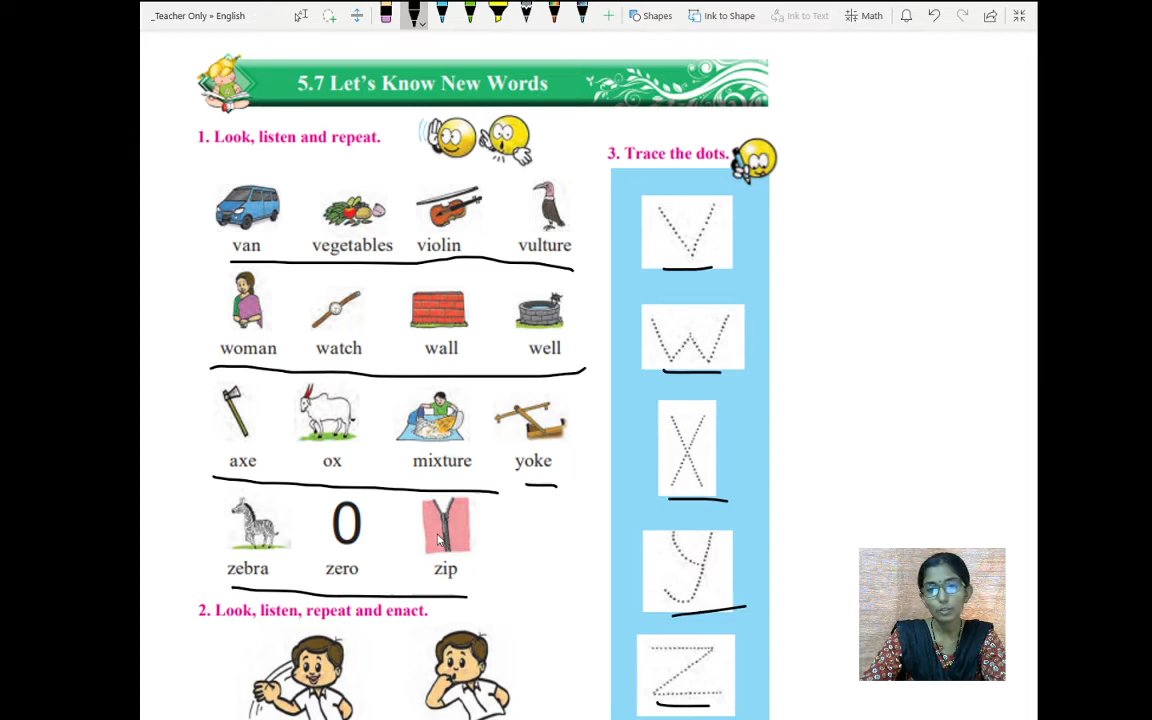 _Teacher Only » English
Shapes
Ink to Shape
Ink to Text
Math
5.7 Let's Know New Words
1. Look, listen and repeat.
3. Trace the dots.
van vegetables violin vulture
woman watch wall well
axe ox mixture yoke
0
zebra zero zip
2. Look, listen, repeat and enact.
v
w
x
y
z